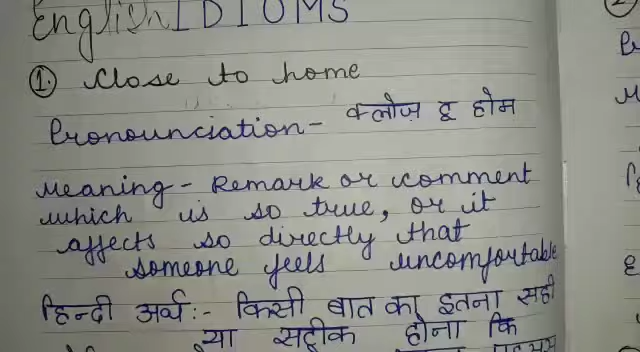 English IDIOMS
①. Close to home
Pronounciation - क्लोज़ टू होम
Meaning - Remark or comment
which is so true, or it
affects so directly that
someone feels uncomfortable
हिन्दी अर्थ:- किसी बात का इतना सही
या सटीक होना कि